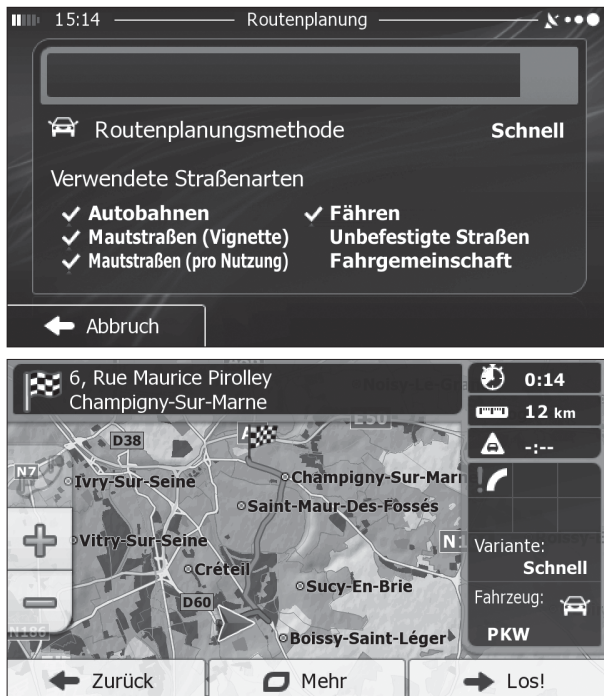 15:14 Routenplanung
Routenplanungsmethode Schnell
Verwendete Straßenarten
Autobahnen Fähren
Mautstraßen (Vignette) Unbefestigte Straßen
Mautstraßen (pro Nutzung) Fahrgemeinschaft
Abbruch
6, Rue Maurice Pirolley
Champigny-Sur-Marne
0:14
12 km
-:--
D38
E50
N7
Ivry-Sur-Seine
Champigny-Sur-Marn
Saint-Maur-Des-Fossés
Vitry-Sur-Seine
N1
Créteil
Sucy-En-Brie
D60
N186
Boissy-Saint-Léger
Variante:
Schnell
Fahrzeug:
PKW
Zurück Mehr Los!